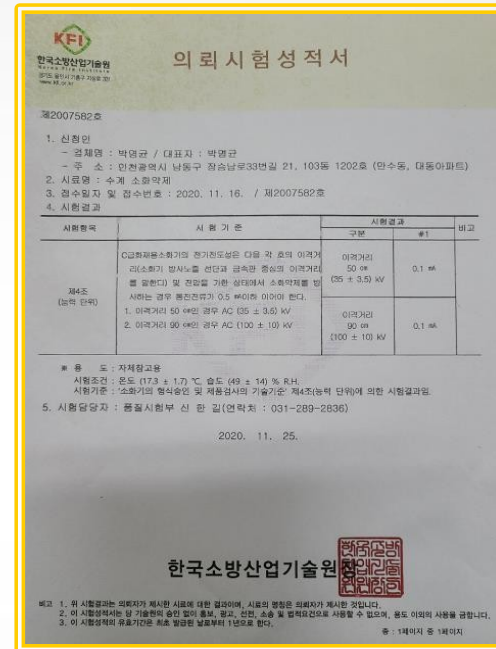 KFI
한국소방산업기술원
Korea Fire Institute
경기도 용인시 기흥구 지삼로 331
www.kfi.or.kr
의뢰시험성적서
제2007582호
1. 신청인
- 업체명 : 박명균 / 대표자 : 박명균
- 주 소 : 인천광역시 남동구 장승남로33번길 21, 103동 1202호 (만수동, 대동아파트)
2. 시료명 : 수계 소화약제
3. 접수일자 및 접수번호 : 2020. 11. 16. / 제2007582호
4. 시험결과
시험항목 시 험 기 준 시험결과 비고
구분 #1
제4조
(능력 단위)
C급화재용소화기의 전기전도성은 다음 각 호의 이격거
리(소화기 방사노즐 선단과 금속판 중심의 이격거리
를 말한다) 및 전압을 가한 상태에서 소화약제를 방
사하는 경우 통전전류가 0.5 mA이하 이어야 한다.
1. 이격거리 50 cm인 경우 AC (35 ± 3.5) kV
2. 이격거리 90 cm인 경우 AC (100 ± 10) kV
이격거리
50 cm
(35 ± 3.5) kV
0.1 mA
이격거리
90 cm
(100 ± 10) kV
0.1 mA
※ 용 도 : 자체참고용
시험조건 : 온도 (17.3 ± 1.7) ℃, 습도 (49 ± 14) % R.H.
시험기준 : '소화기의 형식승인 및 제품검사의 기술기준' 제4조(능력 단위)에 의한 시험결과임.
5. 시험담당자 : 품질시험부 신 한 길(연락처 : 031-289-2836)
2020. 11. 25.
한국소방산업기술원장
비고 1. 위 시험결과는 의뢰자가 제시한 시료에 대한 결과이며, 시료의 명칭은 의뢰자가 제시한 것입니다.
2. 이 시험성적서는 당 기술원의 승인 없이 홍보, 광고, 선전, 소송 및 법적요건으로 사용할 수 없으며, 용도 이외의 사용을 금합니다.
3. 이 시험성적의 유효기간은 최초 발급된 날로부터 1년으로 한다.
총 : 1페이지 중 1페이지